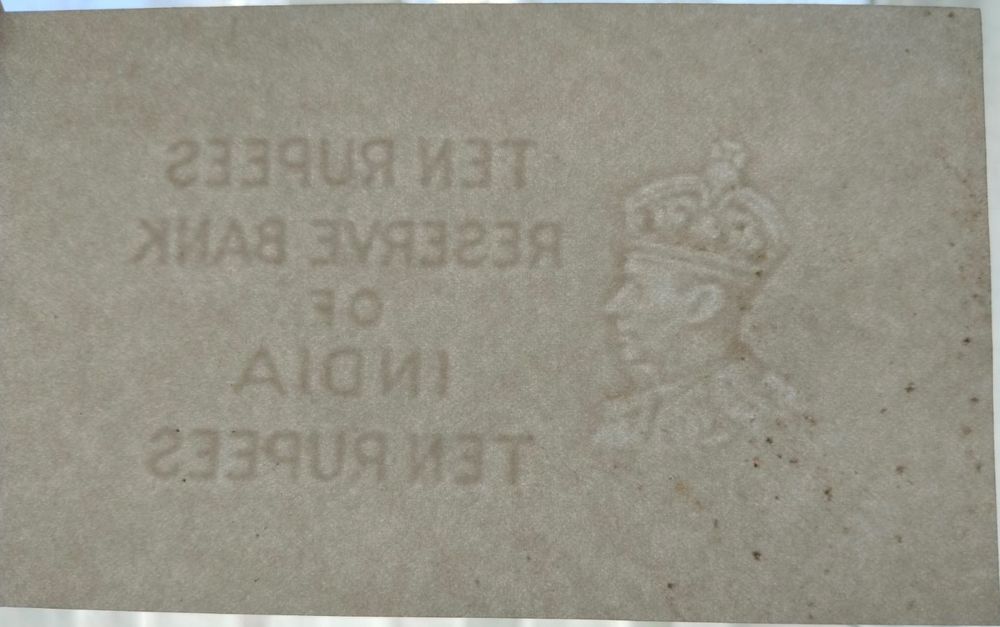 TEN RUPEES
RESERVE BANK
OF
INDIA
TEN RUPEES